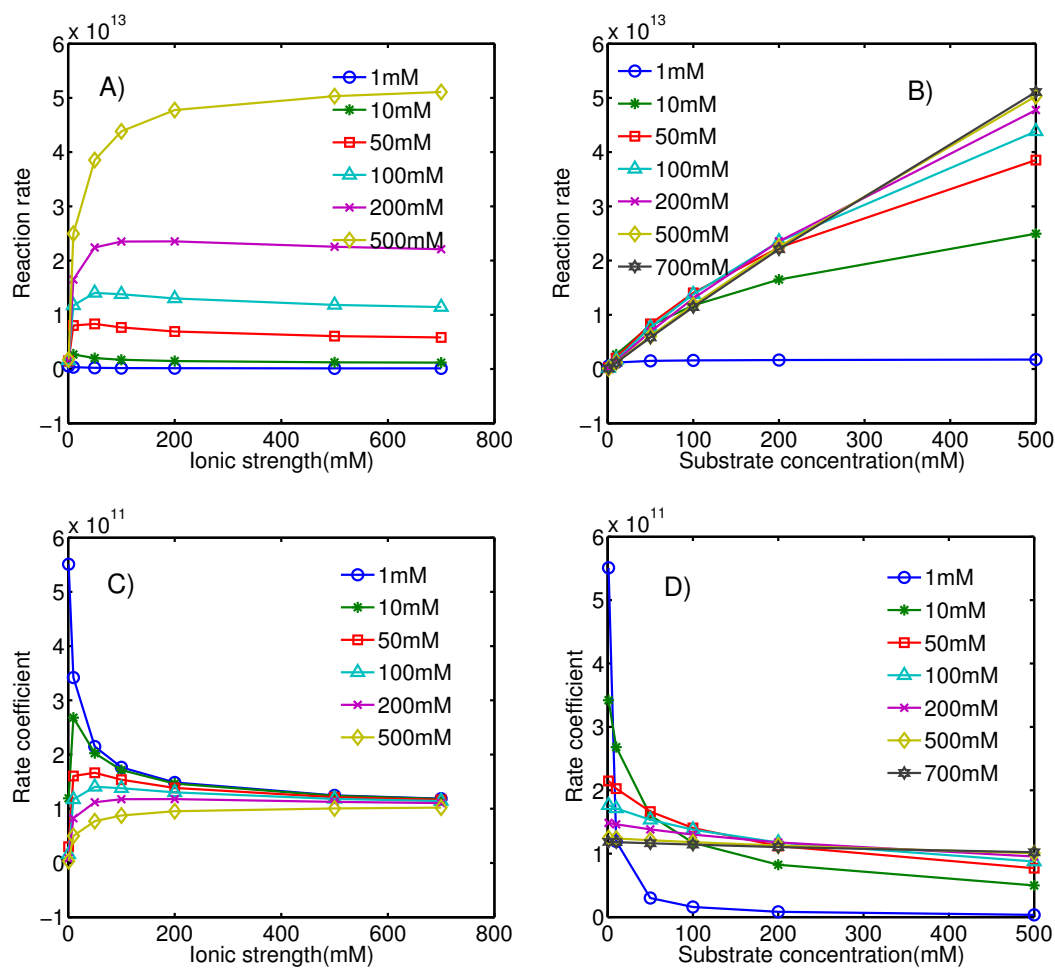 x 10^13
A)
1mM
10mM
50mM
100mM
200mM
500mM
Reaction rate
6
5
4
3
2
1
0
−1
0 200 400 600 800
Ionic strength(mM)
x 10^13
B)
1mM
10mM
50mM
100mM
200mM
500mM
700mM
Reaction rate
6
5
4
3
2
1
0
−1
0 100 200 300 400 500
Substrate concentration(mM)
x 10^11
C)
1mM
10mM
50mM
100mM
200mM
500mM
Rate coefficient
6
5
4
3
2
1
0
−1
0 200 400 600 800
Ionic strength(mM)
x 10^11
D)
1mM
10mM
50mM
100mM
200mM
500mM
700mM
Rate coefficient
6
5
4
3
2
1
0
0 100 200 300 400 500
Substrate concentration(mM)